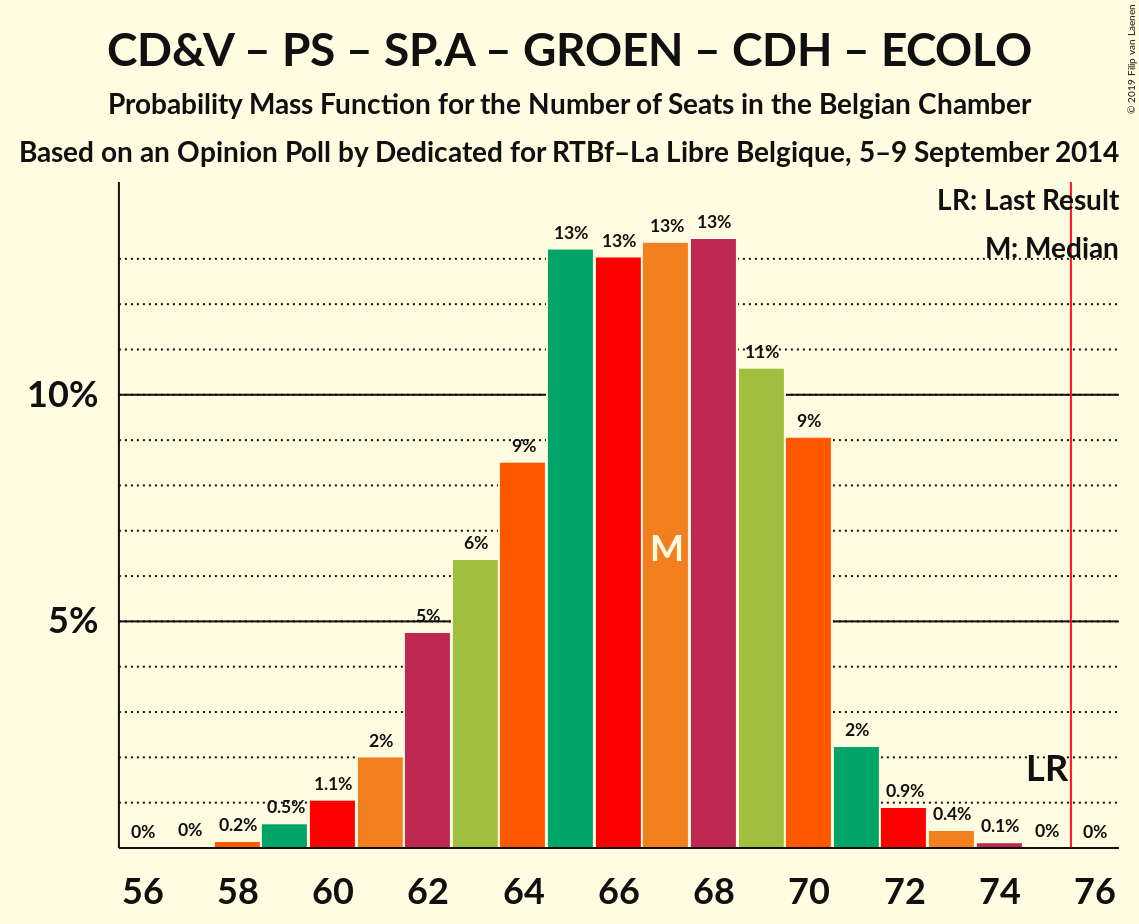 CD&V – PS – SP.A – GROEN – CDH – ECOLO
Probability Mass Function for the Number of Seats in the Belgian Chamber
Based on an Opinion Poll by Dedicated for RTBf–La Libre Belgique, 5–9 September 2014
© 2019 Filip van Laenen
LR: Last Result
M: Median
10%
5%
0% 0% 0.2% 0.5% 1.1% 2% 5% 6% 9% 13% 13% 13% 13% 11% 9% 2% 0.9% 0.4% 0.1% 0% 0%
M
LR
56 58 60 62 64 66 68 70 72 74 76